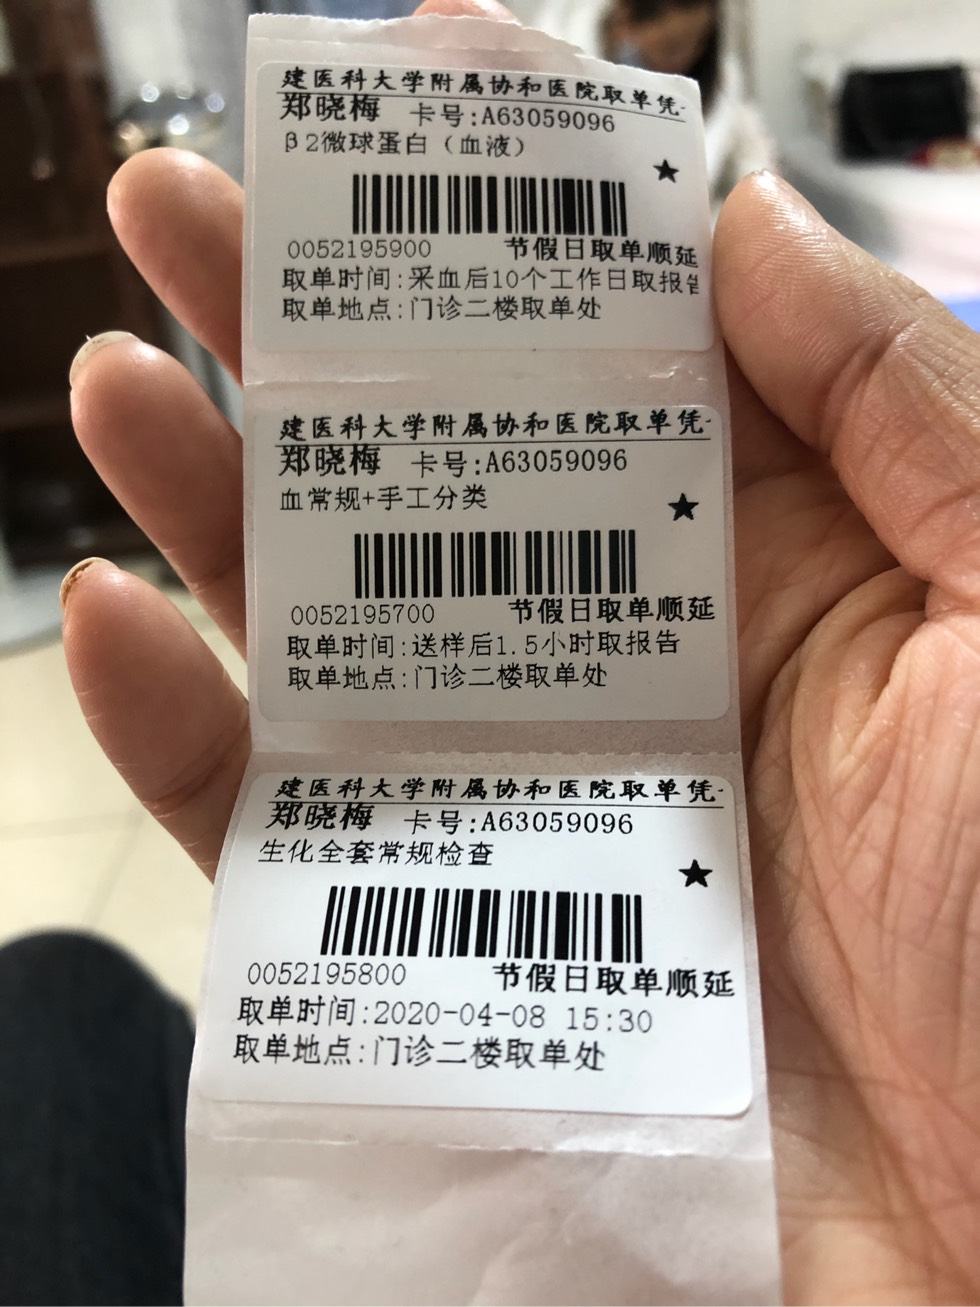 建医科大学附属协和医院取单凭
郑晓梅 卡号:A63059096
β2微球蛋白（血液）
★
0052195900 节假日取单顺延
取单时间:采血后10个工作日取报告
取单地点:门诊二楼取单处
建医科大学附属协和医院取单凭
郑晓梅 卡号:A63059096
血常规+手工分类
★
0052195700 节假日取单顺延
取单时间:送样后1.5小时取报告
取单地点:门诊二楼取单处
建医科大学附属协和医院取单凭
郑晓梅 卡号:A63059096
生化全套常规检查
★
0052195800 节假日取单顺延
取单时间:2020-04-08 15:30
取单地点:门诊二楼取单处